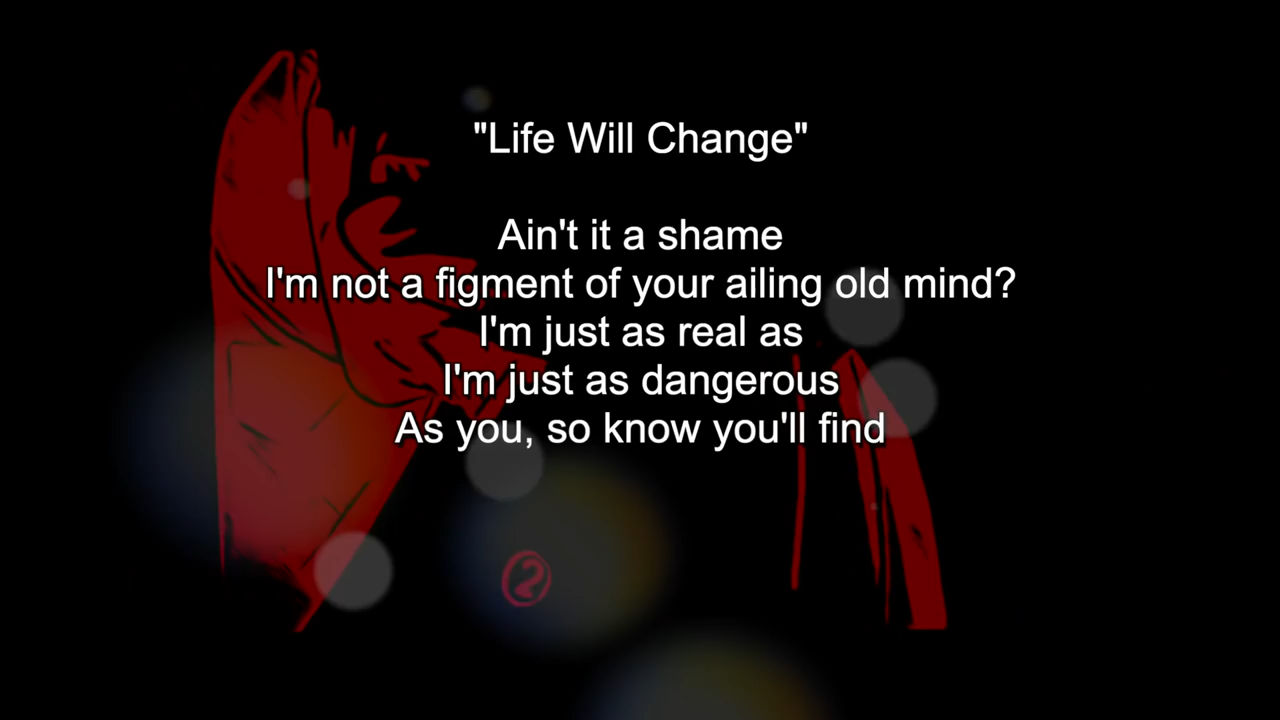 "Life Will Change"
Ain't it a shame
I'm not a figment of your ailing old mind?
I'm just as real as
I'm just as dangerous
As you, so know you'll find
2